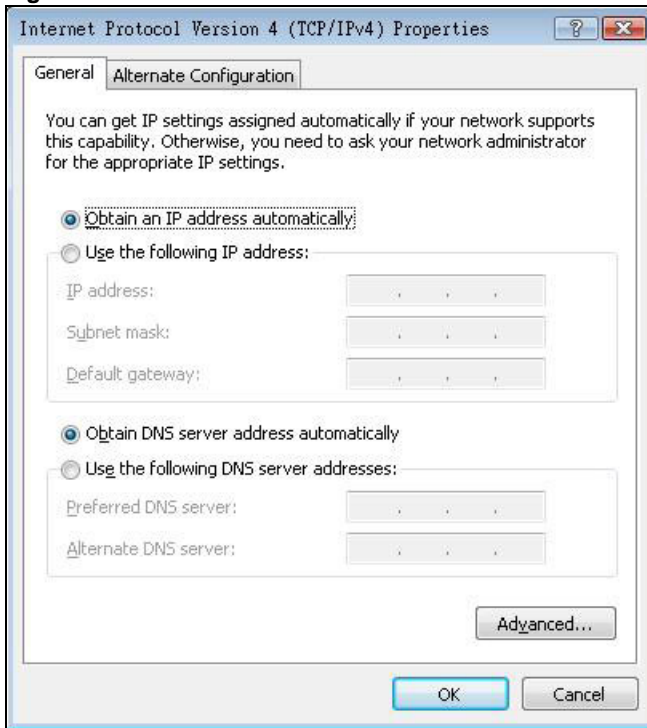 Internet Protocol Version 4 (TCP/IPv4) Properties
General
Alternate Configuration
You can get IP settings assigned automatically if your network supports
this capability. Otherwise, you need to ask your network administrator
for the appropriate IP settings.
Obtain an IP address automatically
Use the following IP address:
IP address:
Subnet mask:
Default gateway:
Obtain DNS server address automatically
Use the following DNS server addresses:
Preferred DNS server:
Alternate DNS server:
Advanced...
OK
Cancel